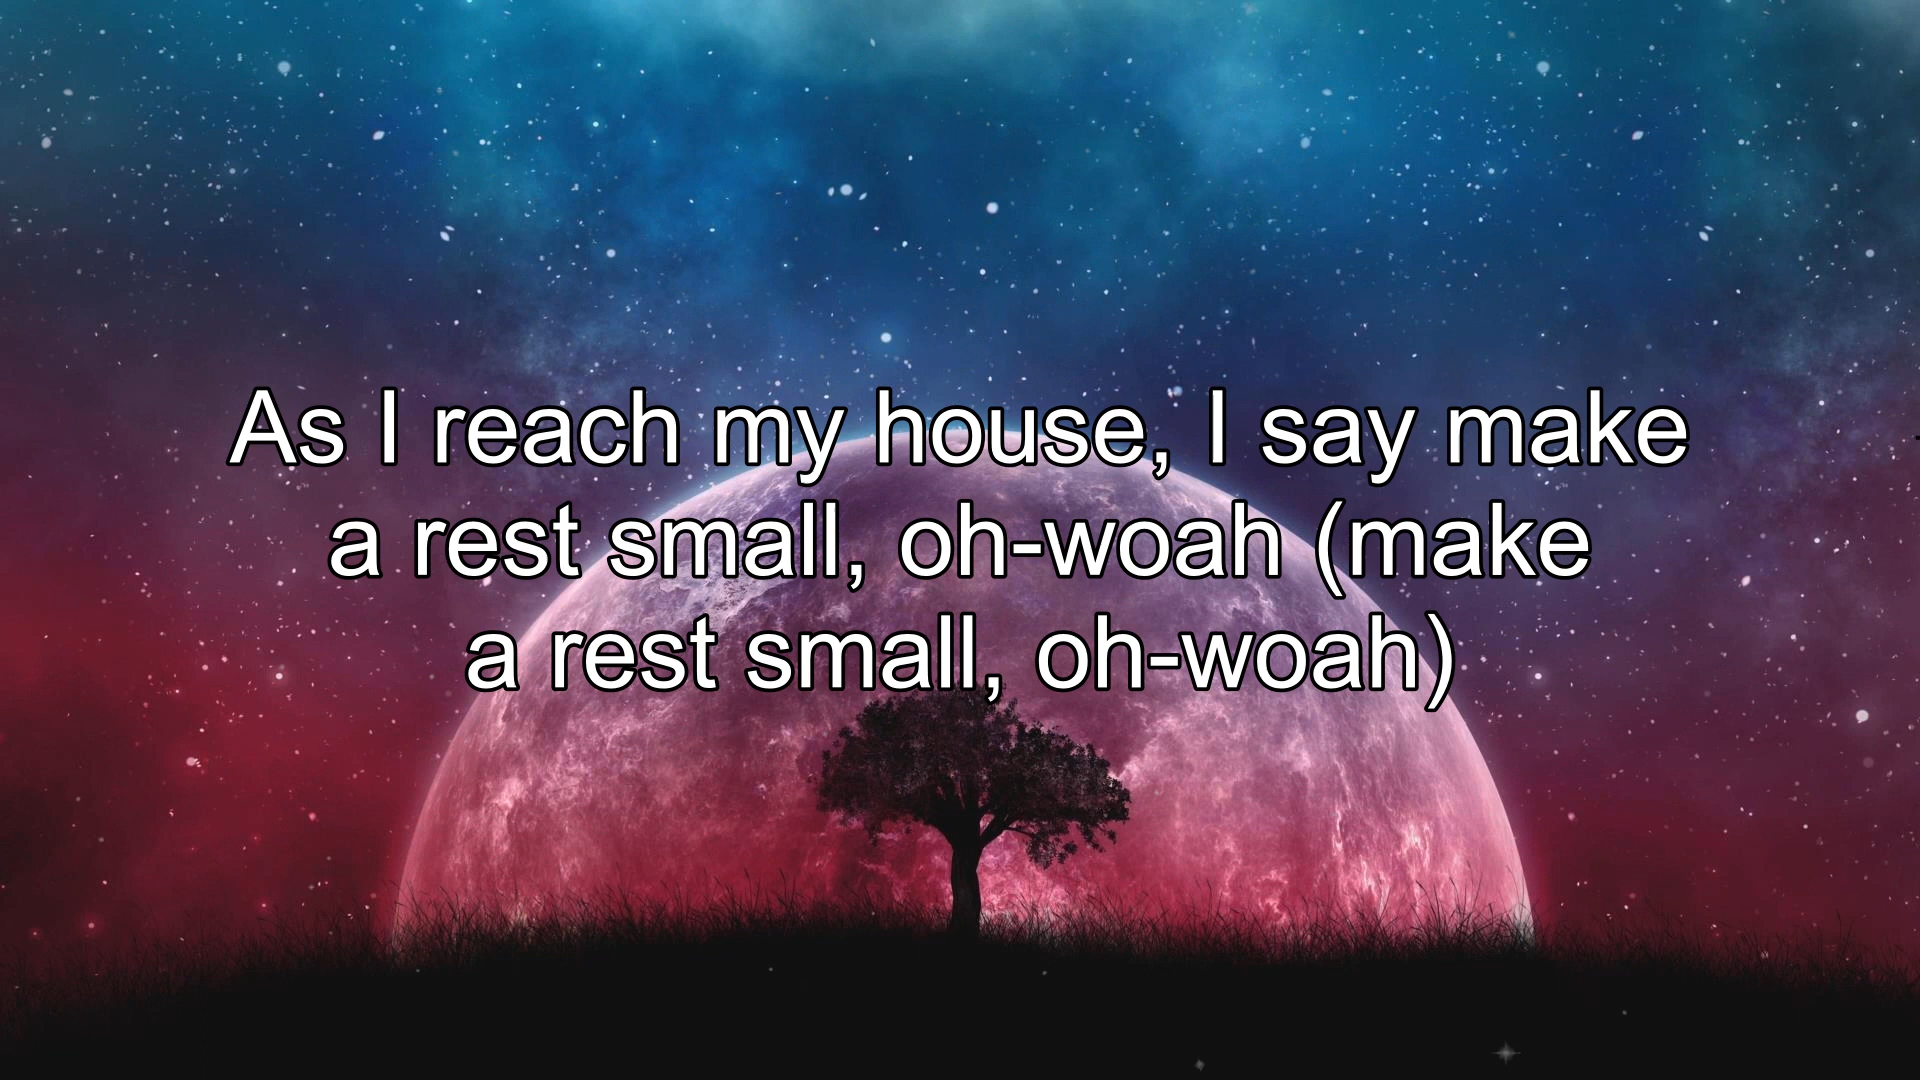 As I reach my house, I say make
a rest small, oh-woah (make
a rest small, oh-woah)